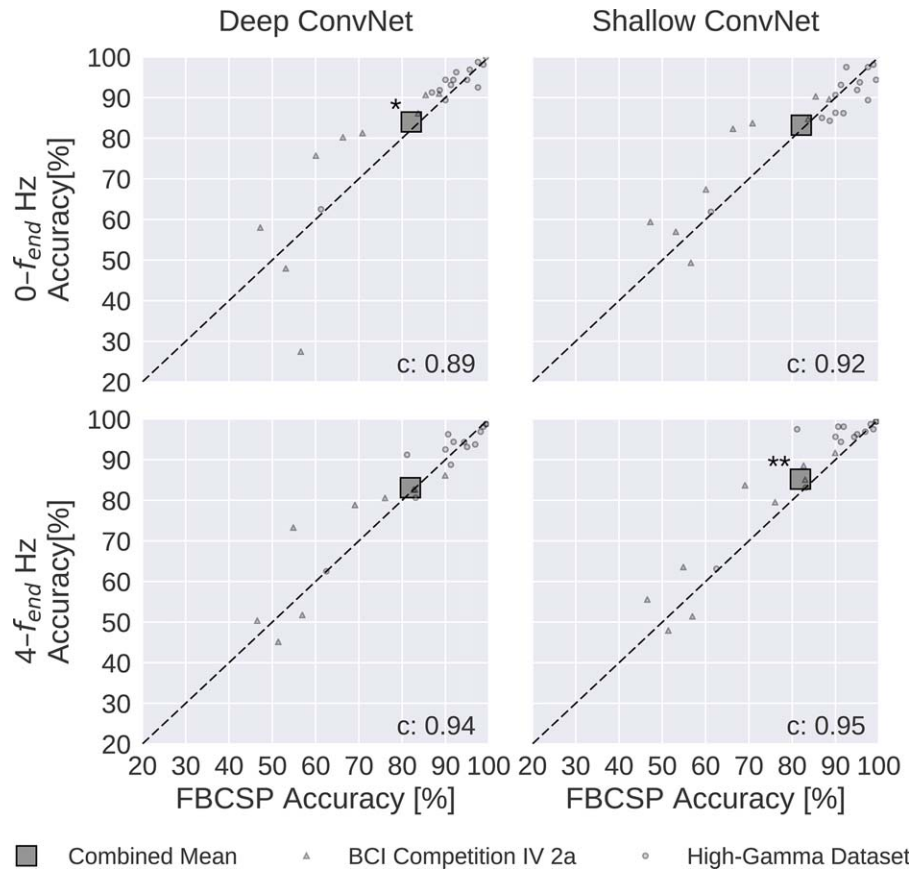 Deep ConvNet Shallow ConvNet
0–f_end Hz
Accuracy[%]
100
90
80
70
60
50
40
30
20
*
c: 0.89
c: 0.92
4–f_end Hz
Accuracy[%]
100
90
80
70
60
50
40
30
20
c: 0.94
**
c: 0.95
20 30 40 50 60 70 80 90 100
20 30 40 50 60 70 80 90 100
FBCSP Accuracy [%] FBCSP Accuracy [%]
Combined Mean BCI Competition IV 2a High-Gamma Dataset